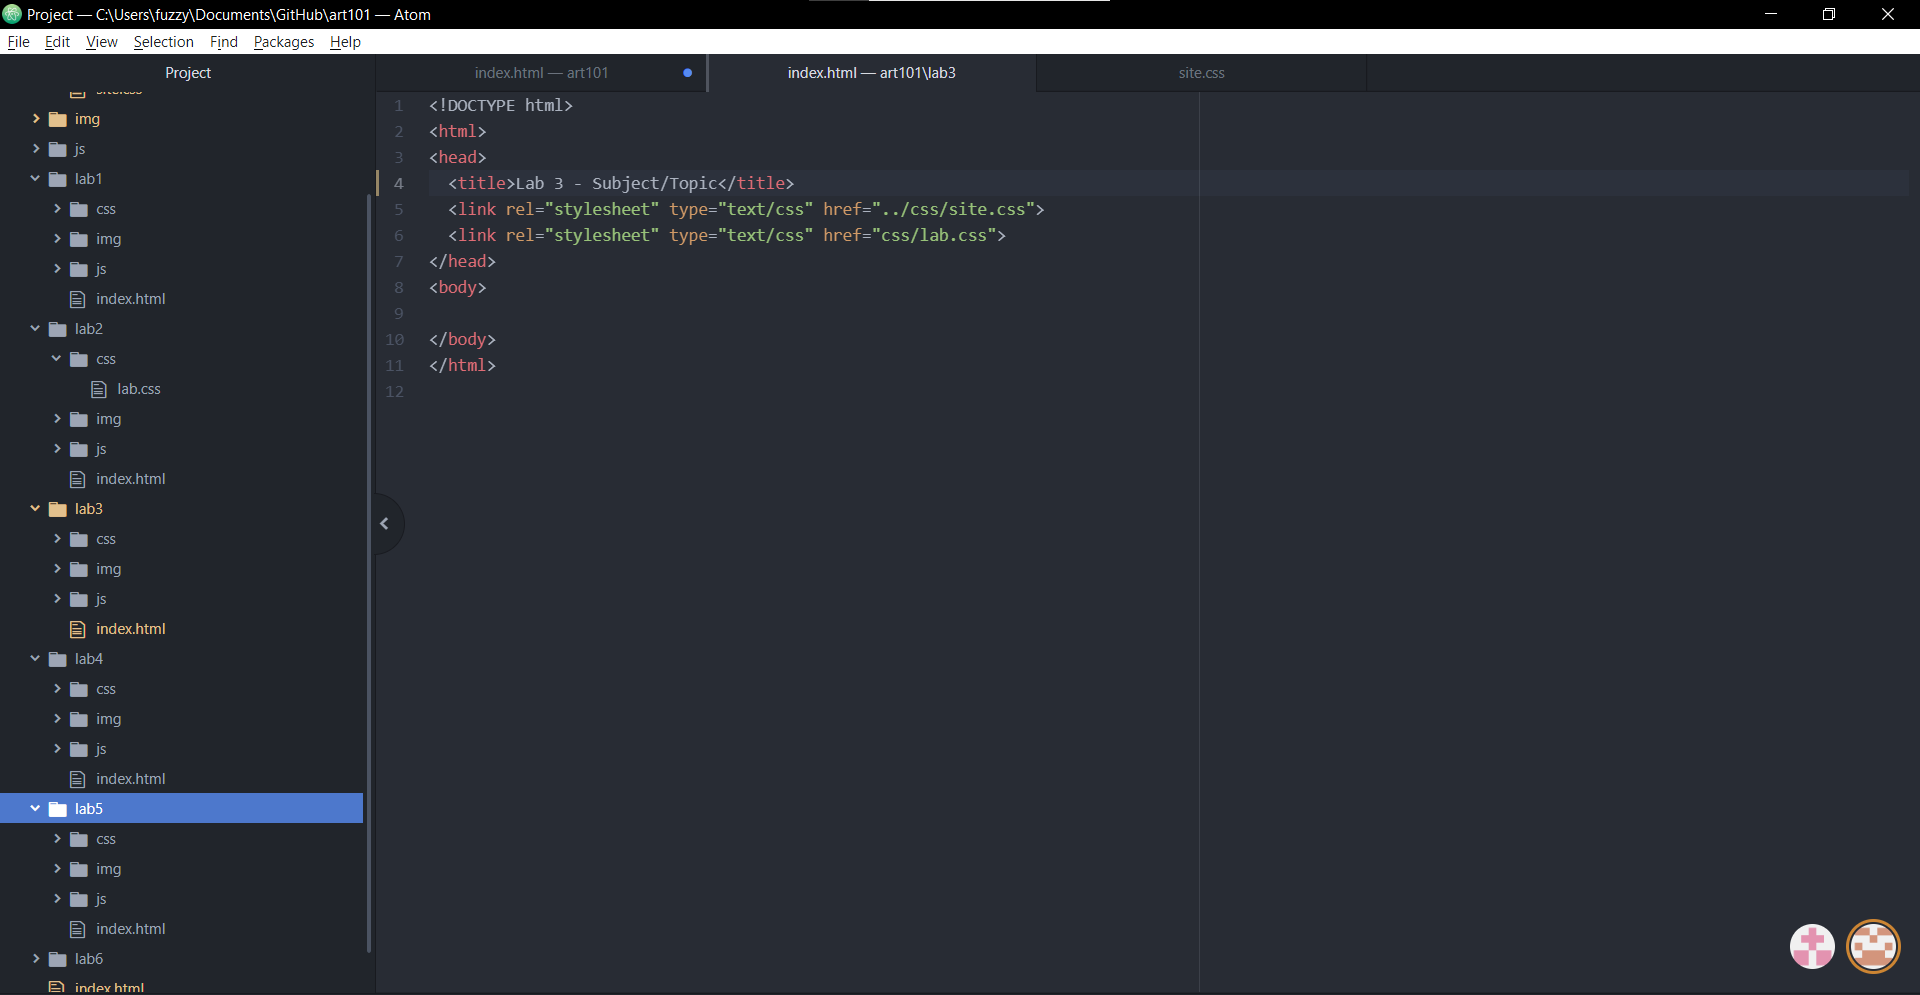 Project — C:\Users\fuzzy\Documents\GitHub\art101 — Atom
File Edit View Selection Find Packages Help
Project
index.html — art101
index.html — art101\lab3
site.css
site.css
img
js
lab1
css
img
js
index.html
lab2
css
lab.css
img
js
index.html
lab3
css
img
js
index.html
lab4
css
img
js
index.html
lab5
css
img
js
index.html
lab6
index.html
1 <!DOCTYPE html>
2 <html>
3 <head>
4 <title>Lab 3 - Subject/Topic</title>
5 <link rel="stylesheet" type="text/css" href="../css/site.css">
6 <link rel="stylesheet" type="text/css" href="css/lab.css">
7 </head>
8 <body>
9
10 </body>
11 </html>
12